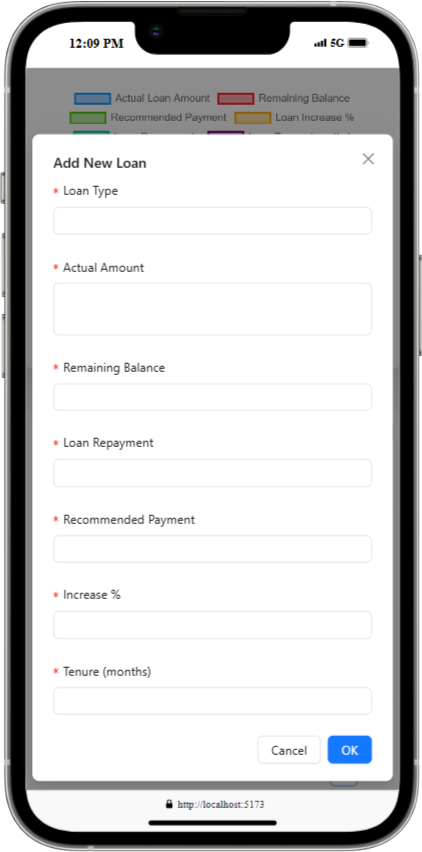 12:09 PM 5G
Actual Loan Amount Remaining Balance
Recommended Payment Loan Increase %
Add New Loan
* Loan Type
* Actual Amount
* Remaining Balance
* Loan Repayment
* Recommended Payment
* Increase %
* Tenure (months)
Cancel OK
http://localhost:5173